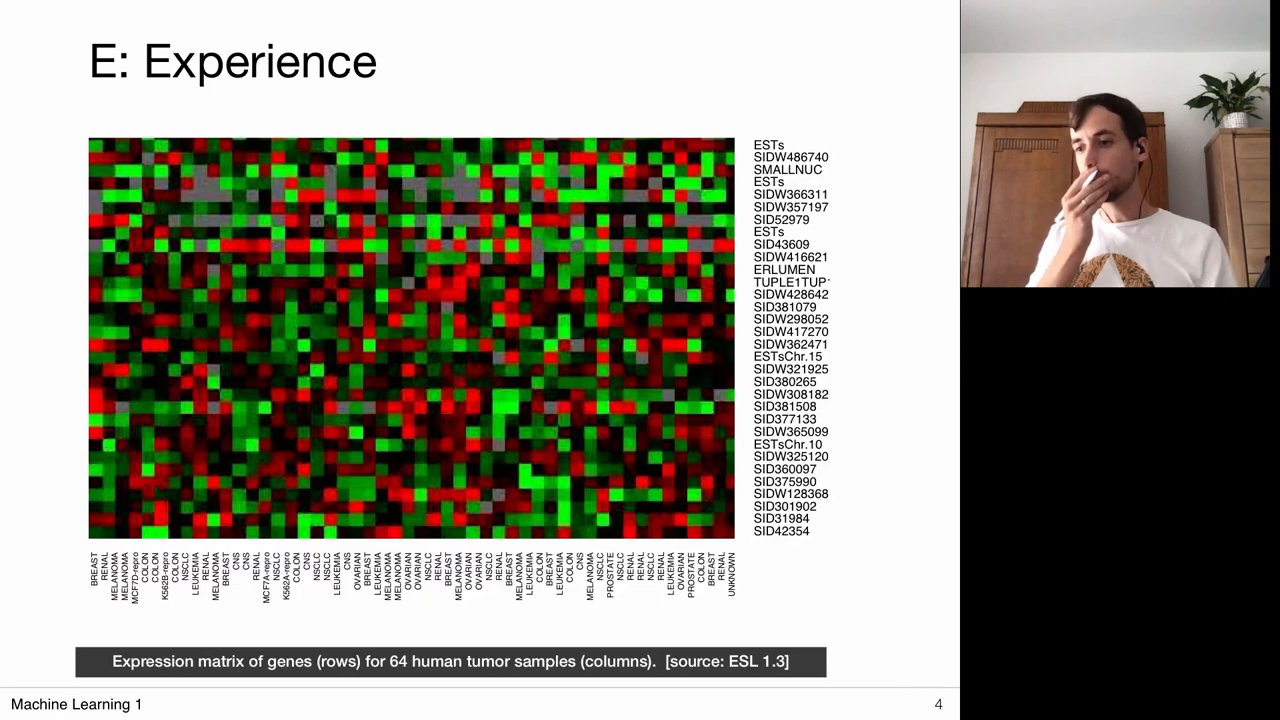 E: Experience
ESTs
SIDW486740
SMALLNUC
ESTs
SIDW366311
SIDW357197
SID52979
ESTs
SID43609
SIDW416621
ERLUMEN
TUPLE1TUP1
SIDW428642
SID381079
SIDW298052
SIDW417270
SIDW362471
ESTsChr.15
SIDW321925
SID380265
SIDW308182
SID381508
SID377133
SIDW365099
ESTsChr.10
SIDW325120
SID360097
SID375990
SIDW128368
SID301902
SID31984
SID42354
BREAST
RENAL
MELANOMA
MELANOMA
MCF7D-repro
COLON
COLON
K562B-repro
COLON
NSCLC
LEUKEMIA
RENAL
MELANOMA
BREAST
CNS
CNS
RENAL
MCF7A-repro
NSCLC
K562A-repro
COLON
CNS
NSCLC
NSCLC
LEUKEMIA
CNS
OVARIAN
BREAST
LEUKEMIA
MELANOMA
MELANOMA
OVARIAN
OVARIAN
NSCLC
RENAL
BREAST
MELANOMA
OVARIAN
OVARIAN
NSCLC
RENAL
BREAST
MELANOMA
LEUKEMIA
COLON
BREAST
LEUKEMIA
COLON
CNS
MELANOMA
NSCLC
PROSTATE
NSCLC
RENAL
RENAL
NSCLC
RENAL
LEUKEMIA
OVARIAN
PROSTATE
COLON
BREAST
RENAL
UNKNOWN
Expression matrix of genes (rows) for 64 human tumor samples (columns). [source: ESL 1.3]
Machine Learning 1
4